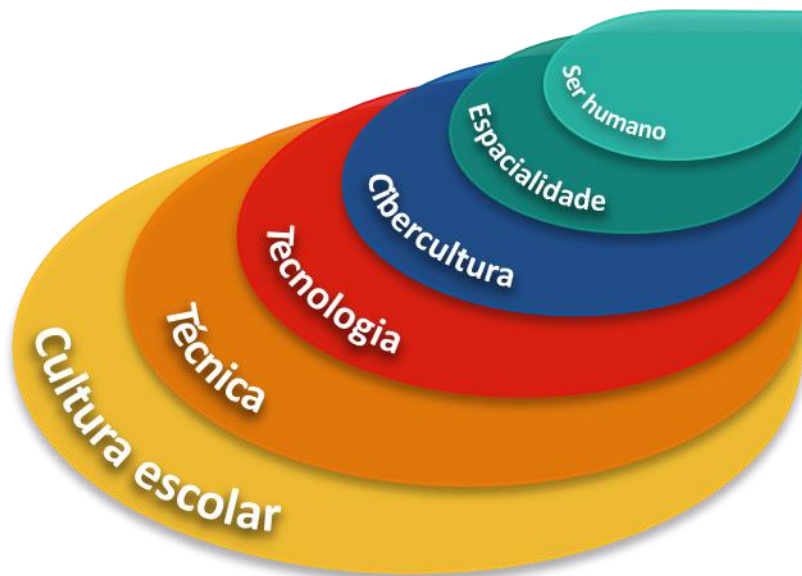 Ser humano
Espacialidade
Cibercultura
Tecnologia
Técnica
Cultura escolar